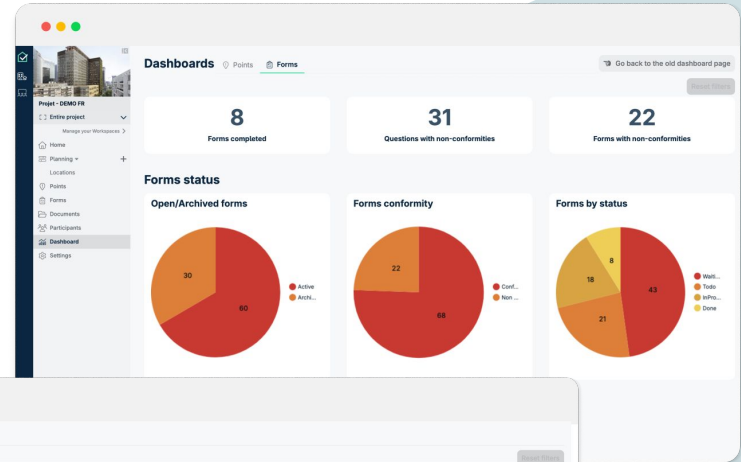 Dashboards
Points
Forms
Go back to the old dashboard page
Reset filters
Projet - DEMO FR
Entire project
Manage your Workspaces
Home
Planning
Locations
Points
Forms
Documents
Participants
Dashboard
Settings
8
Forms completed
31
Questions with non-conformities
22
Forms with non-conformities
Forms status
Open/Archived forms
30
60
Active
Archi...
Forms conformity
22
68
Conf...
Non ...
Forms by status
8
18
43
21
Waiti...
Todo
InPro...
Done
Reset filters